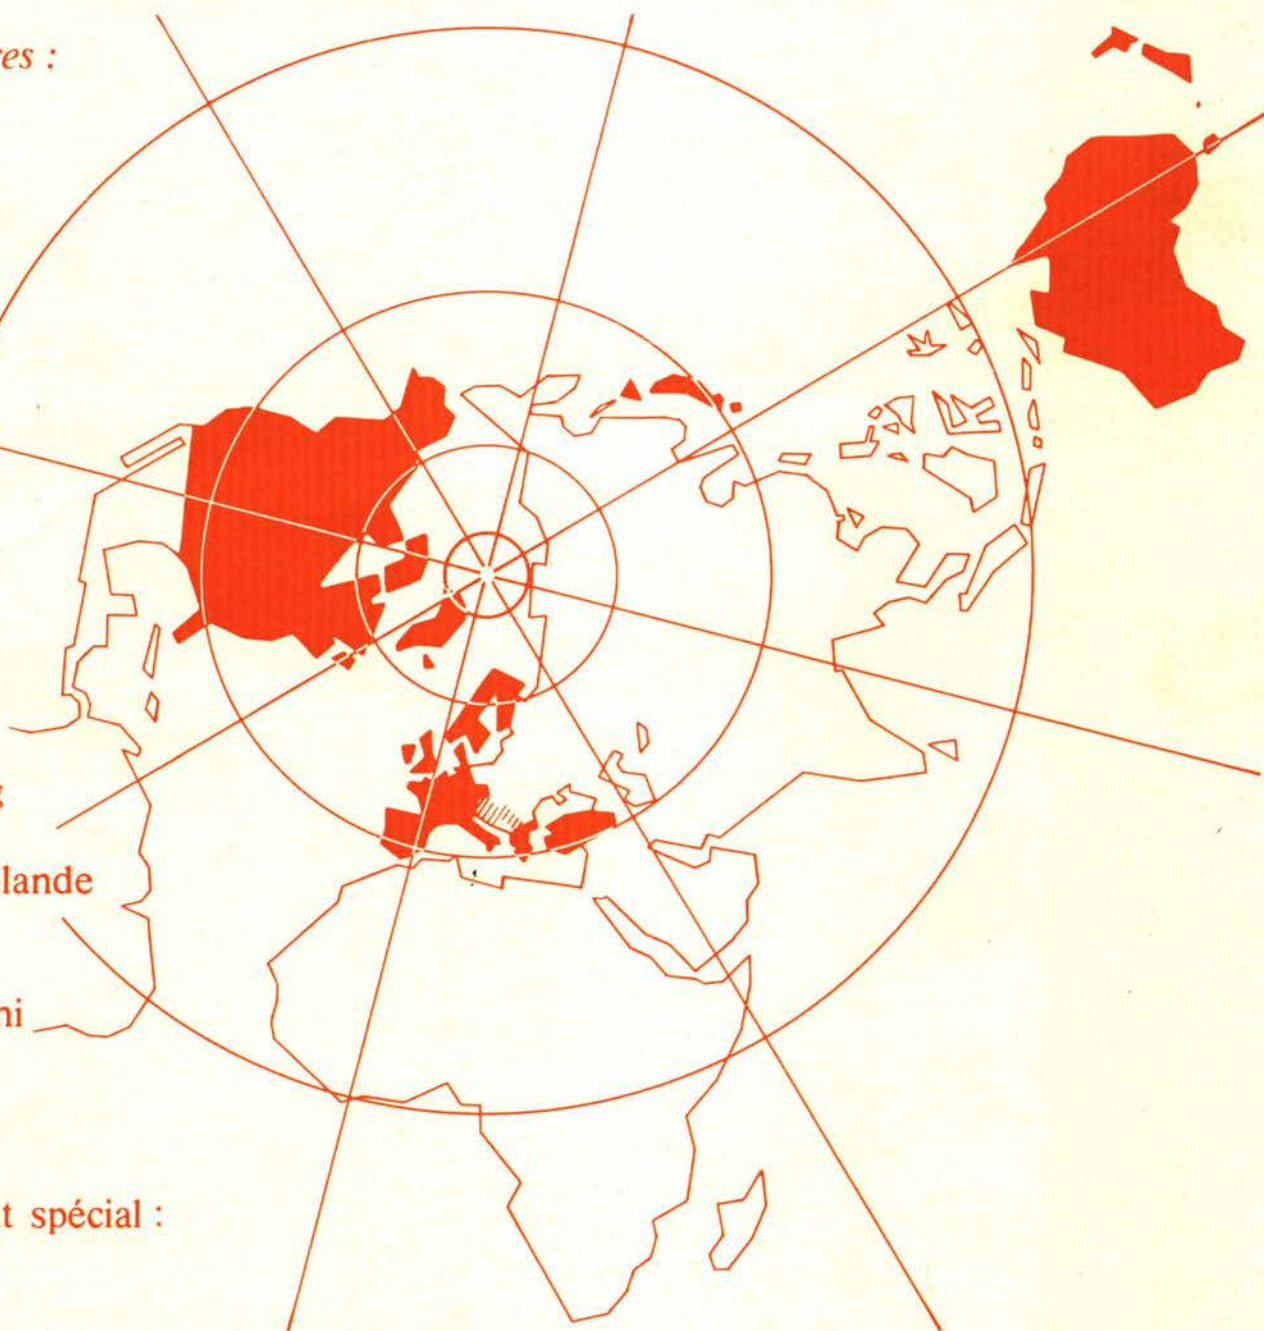 res :
g
lande
ni
t spécial :